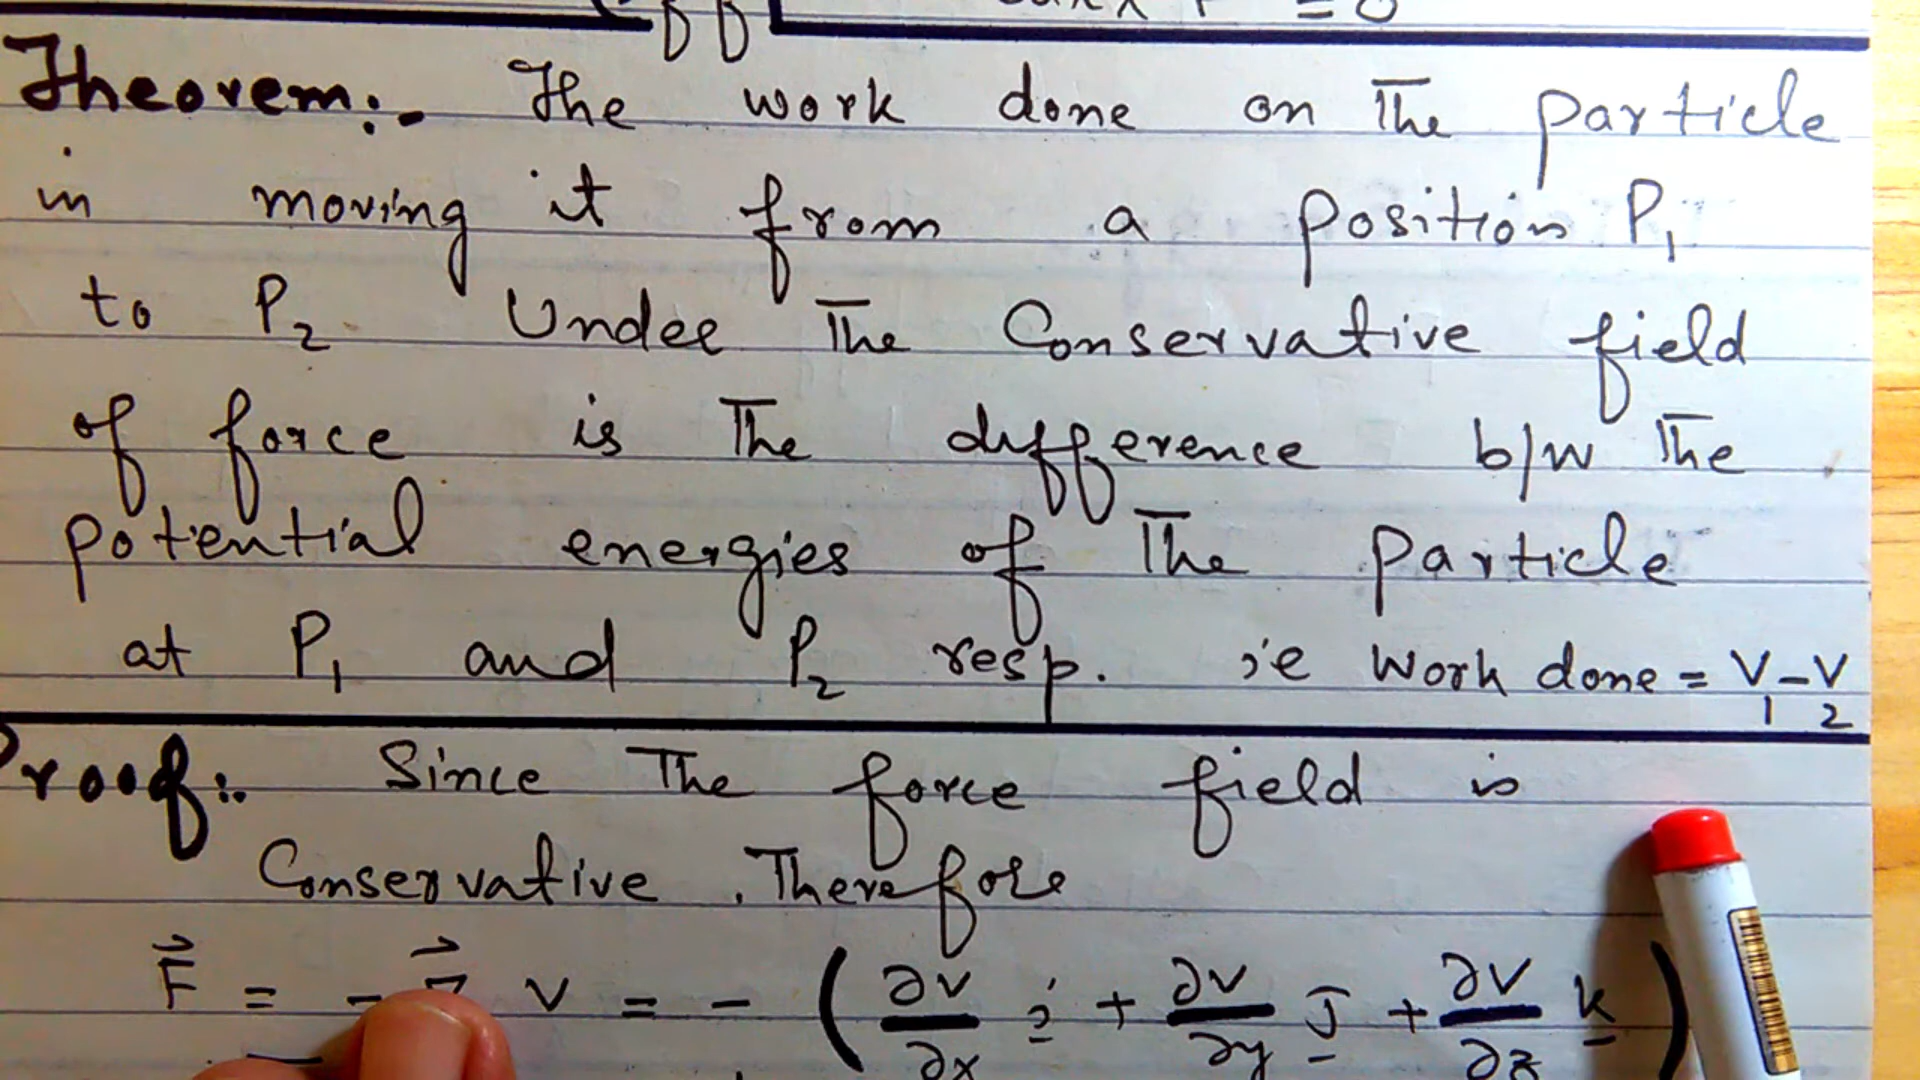 = 0
Theorem:- The work done on The particle
in moving it from a position P₁
to P₂ Under The Conservative field
of force is The difference b/w The
potential energies of The particle
at P₁ and P₂ resp. i'e Work done = V₁ - V₂
Proof:. Since The force field is
Conservative . Therefore
F⃗ = - ∇⃗ V = - ( ∂V/∂x i + ∂V/∂y j + ∂V/∂z k )